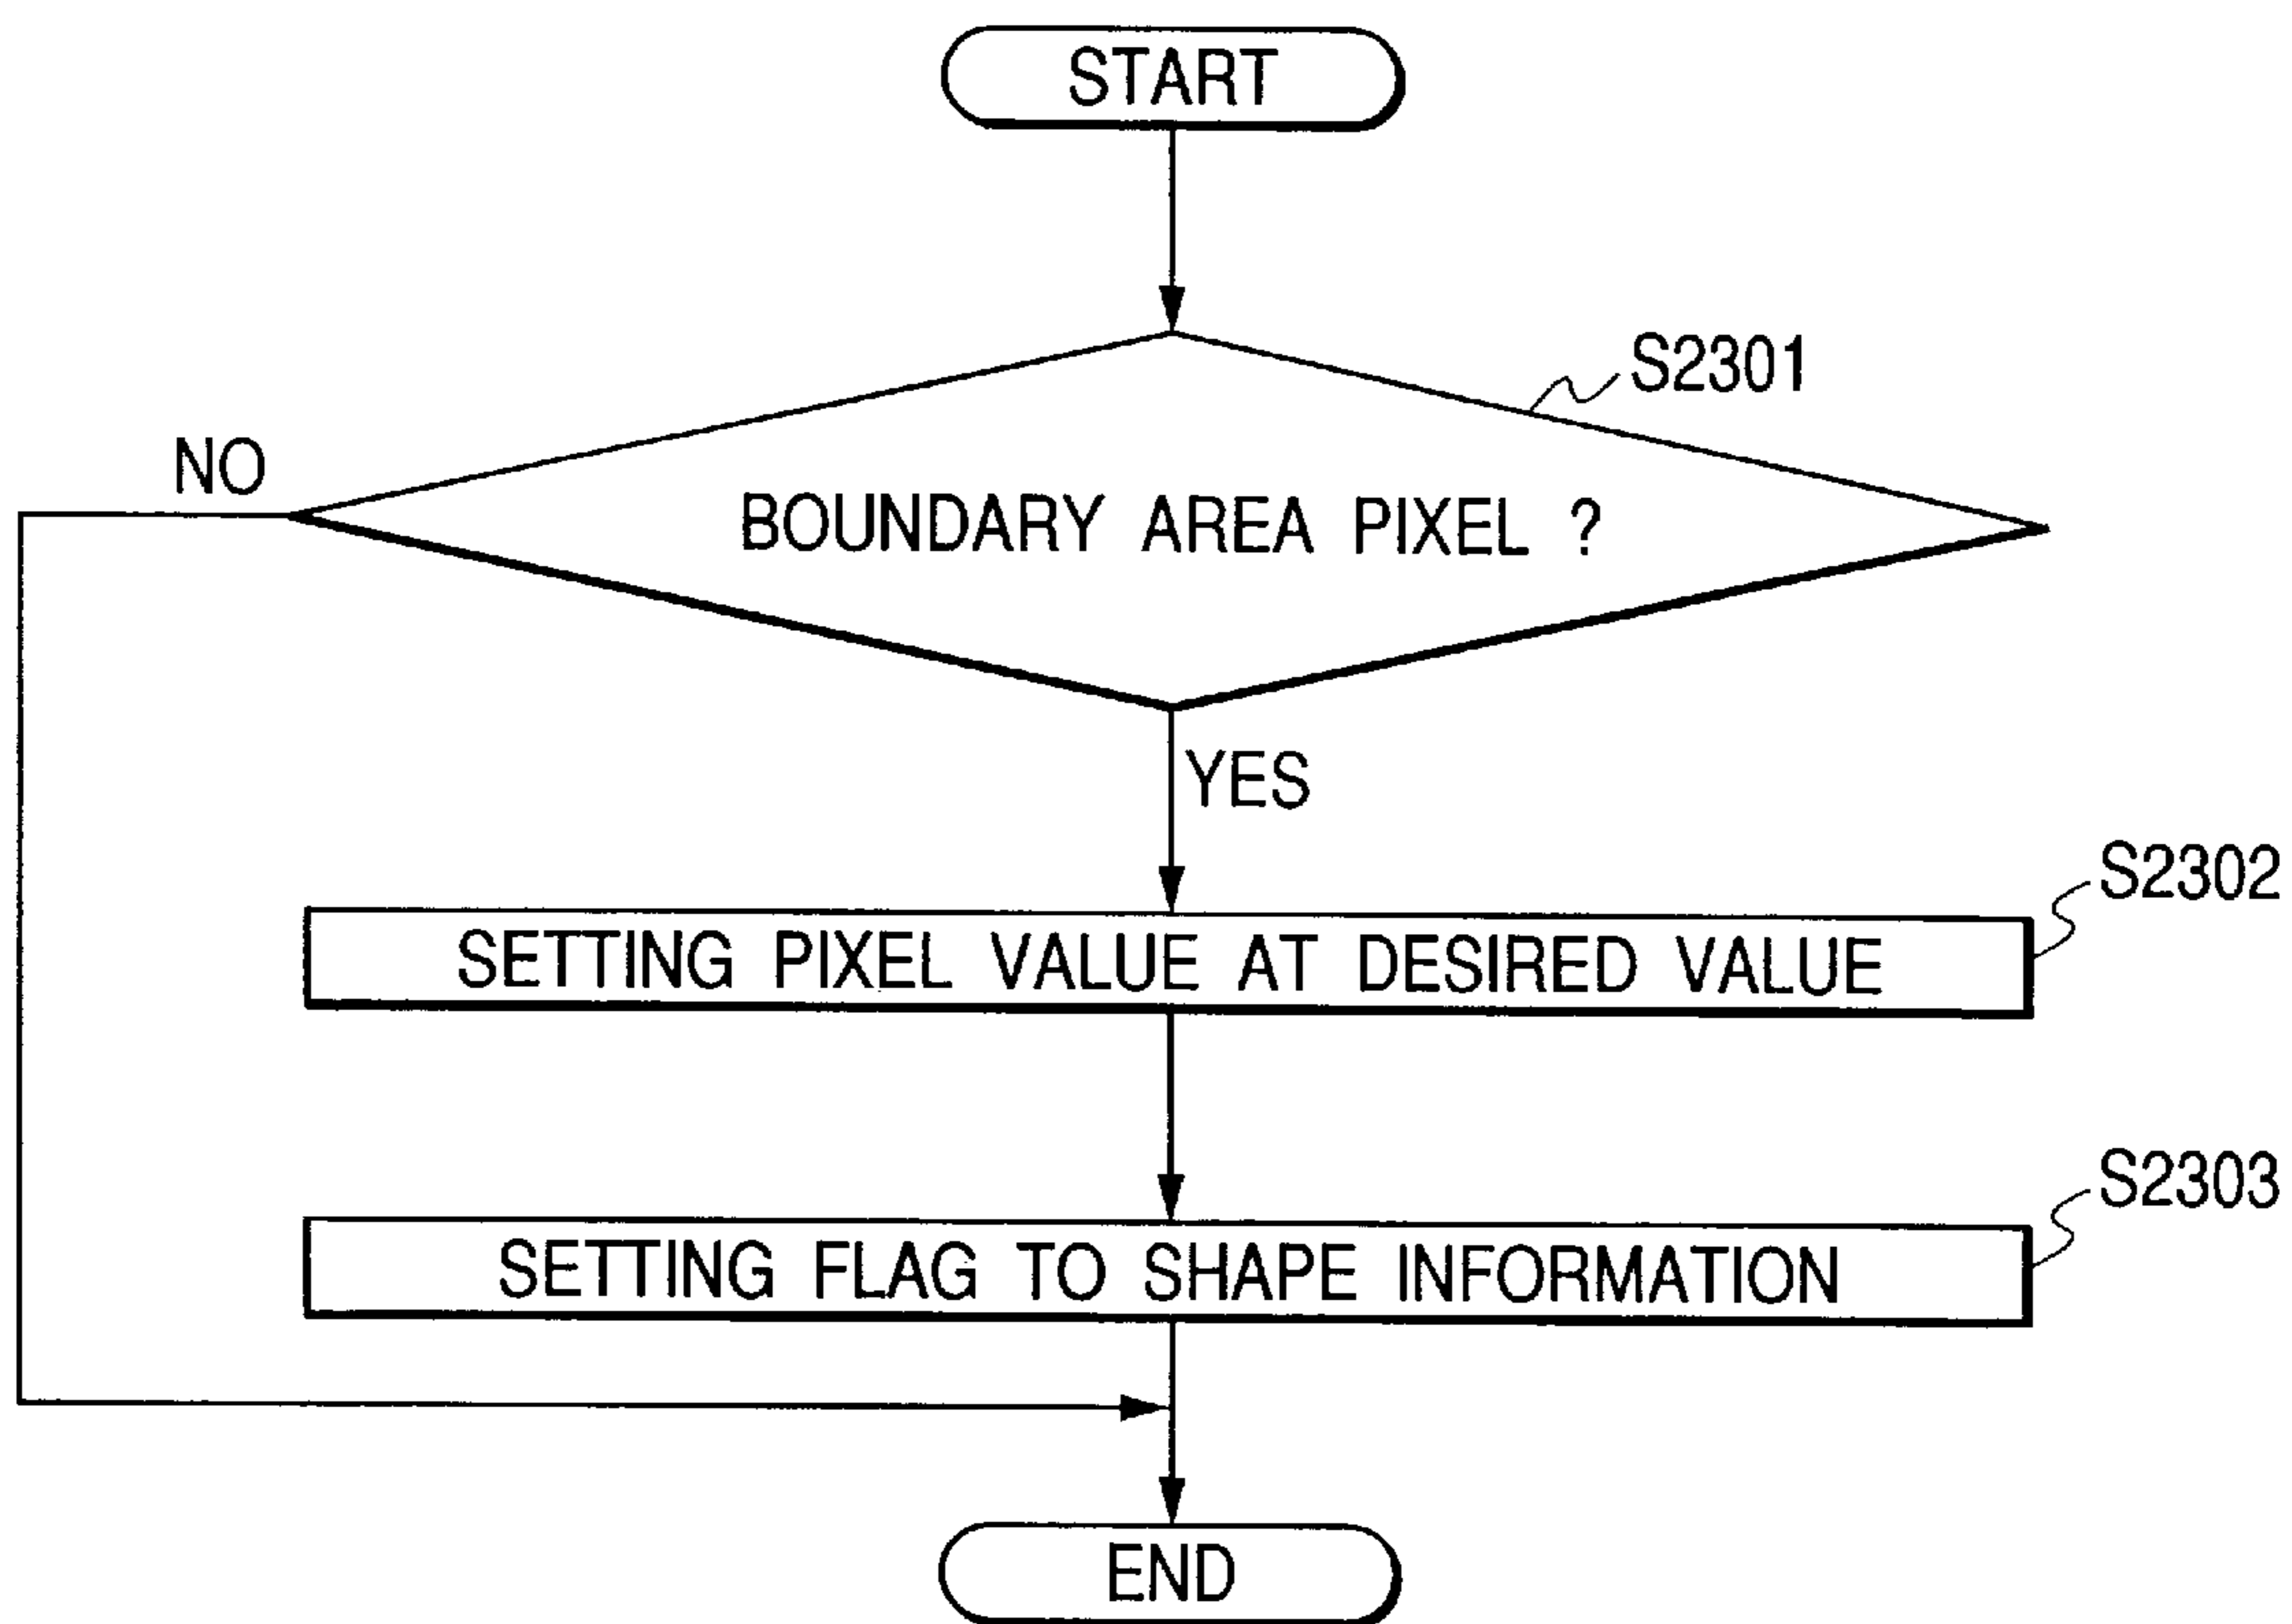 START
S2301
NO
BOUNDARY AREA PIXEL ?
YES
S2302
SETTING PIXEL VALUE AT DESIRED VALUE
S2303
SETTING FLAG TO SHAPE INFORMATION
END